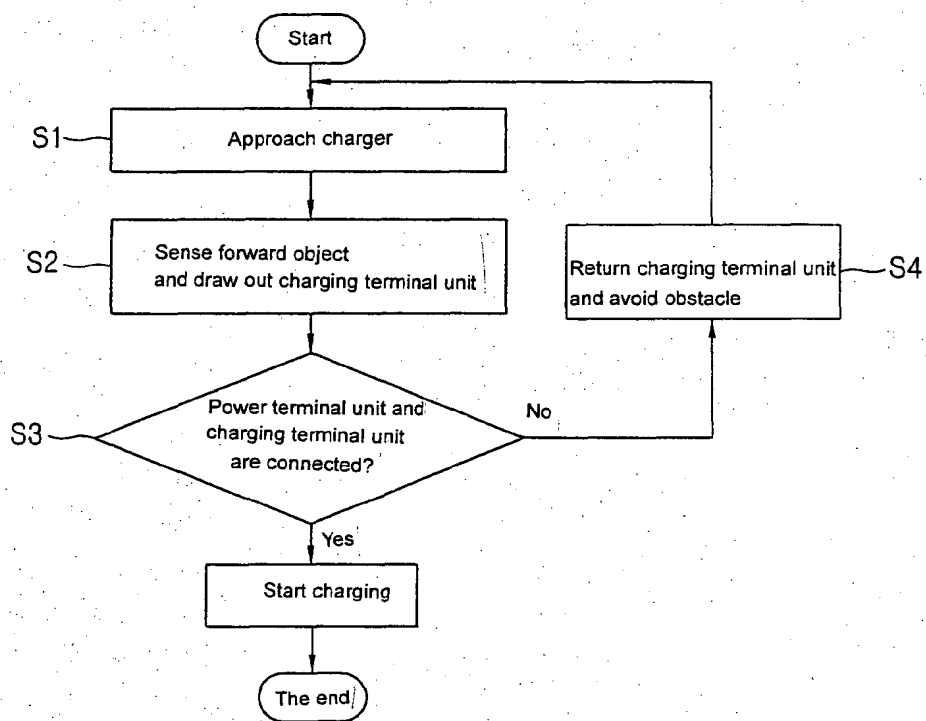 Start
S1
Approach charger
S2
Sense forward object
and draw out charging terminal unit
Return charging terminal unit
and avoid obstacle
S4
S3
Power terminal unit and
charging terminal unit
are connected?
No
Yes
Start charging
The end